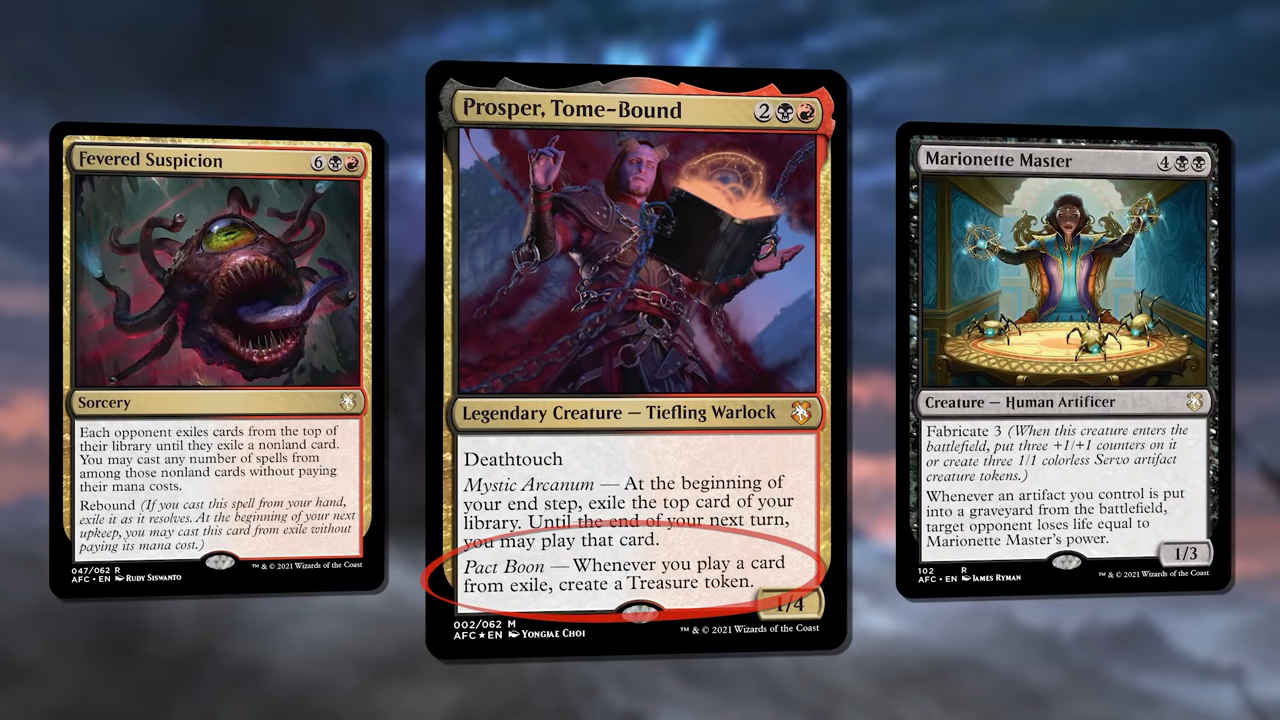 Fevered Suspicion 6
Sorcery
Each opponent exiles cards from the top of
their library until they exile a nonland card.
You may cast any number of spells from
among those nonland cards without paying
their mana costs.
Rebound (If you cast this spell from your hand,
exile it as it resolves. At the beginning of your next
upkeep, you may cast this card from exile without
paying its mana cost.)
047/062 R
AFC • EN Rudy Siswanto
™ & © 2021 Wizards of the Coast
Prosper, Tome-Bound 2
Legendary Creature — Tiefling Warlock
Deathtouch
Mystic Arcanum — At the beginning of
your end step, exile the top card of your
library. Until the end of your next turn,
you may play that card.
Pact Boon — Whenever you play a card
from exile, create a Treasure token.
1/4
002/062 M
AFC ★ EN Yongjae Choi
™ & © 2021 Wizards of the Coast
Marionette Master 4
Creature — Human Artificer
Fabricate 3 (When this creature enters the
battlefield, put three +1/+1 counters on it
or create three 1/1 colorless Servo artifact
creature tokens.)
Whenever an artifact you control is put
into a graveyard from the battlefield,
target opponent loses life equal to
Marionette Master's power.
1/3
102 R
AFC • EN James Ryman
™ & © 2021 Wizards of the Coast